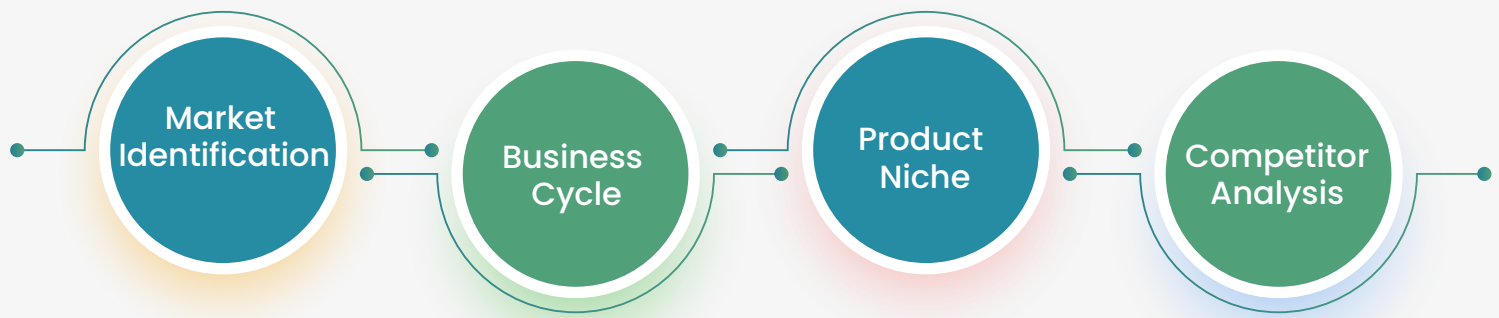 Market
Identification
Business
Cycle
Product
Niche
Competitor
Analysis